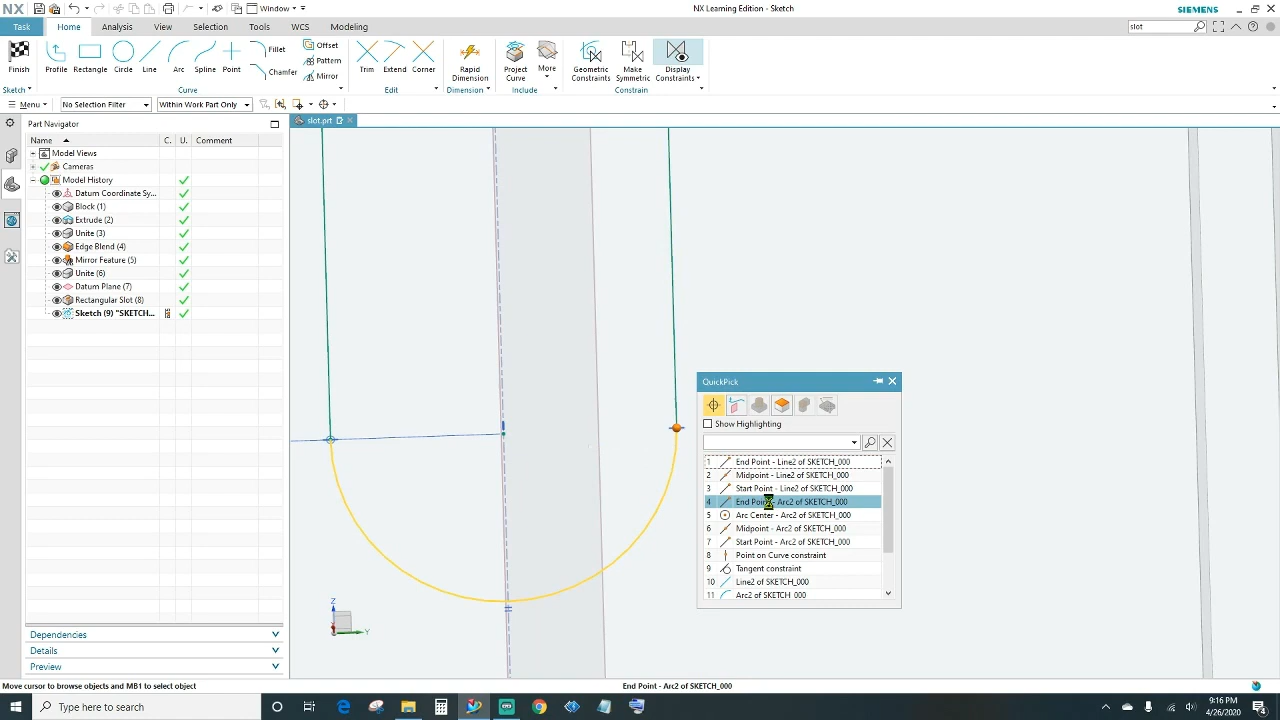 NX
Window
NX Learning Edition - Sketch
SIEMENS
Task
Home
Analysis
View
Selection
Tools
WCS
Modeling
slot
Finish
Profile
Rectangle
Circle
Line
Arc
Spline
Point
Fillet
Chamfer
Offset
Pattern
Mirror
Trim
Extend
Corner
Rapid
Dimension
Project
Curve
More
Geometric
Constraints
Make
Symmetric
Display
Constraints
Sketch
Curve
Edit
Dimension
Include
Constrain
Menu
No Selection Filter
Within Work Part Only
Part Navigator
slot.prt
Name
C.
U.
Comment
Model Views
Cameras
Model History
Datum Coordinate Sy...
Block (1)
Extrude (2)
Unite (3)
Edge Blend (4)
Mirror Feature (5)
Unite (6)
Datum Plane (7)
Rectangular Slot (8)
Sketch (9) "SKETCH...
QuickPick
Show Highlighting
1 End Point - Line2 of SKETCH_000
2 Midpoint - Line2 of SKETCH_000
3 Start Point - Line2 of SKETCH_000
4 End Point - Arc2 of SKETCH_000
5 Arc Center - Arc2 of SKETCH_000
6 Midpoint - Arc2 of SKETCH_000
7 Start Point - Arc2 of SKETCH_000
8 Point on Curve constraint
9 Tangent constraint
10 Line2 of SKETCH_000
11 Arc2 of SKETCH_000
Z
Y
Dependencies
Details
Preview
Move cursor to browse objects and MB1 to select object
End Point - Arc2 of SKETCH_000
Type here to search
9:16 PM
4/26/2020